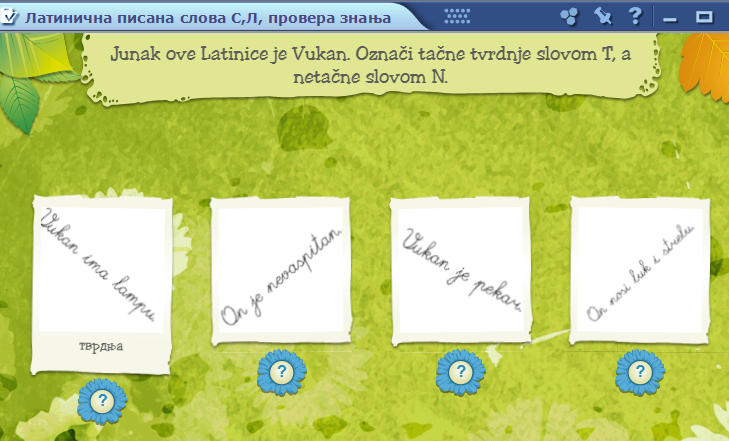 Латинична писана слова С,Л, провера знања
Junak ove Latinice je Vukan. Označi tačne tvrdnje slovom T, a
netačne slovom N.
Vukan ima lampu.
On je nevaspitan.
Vukan je pekar.
On nosi luk i strelu.
тврдња
?
?
?
?
?